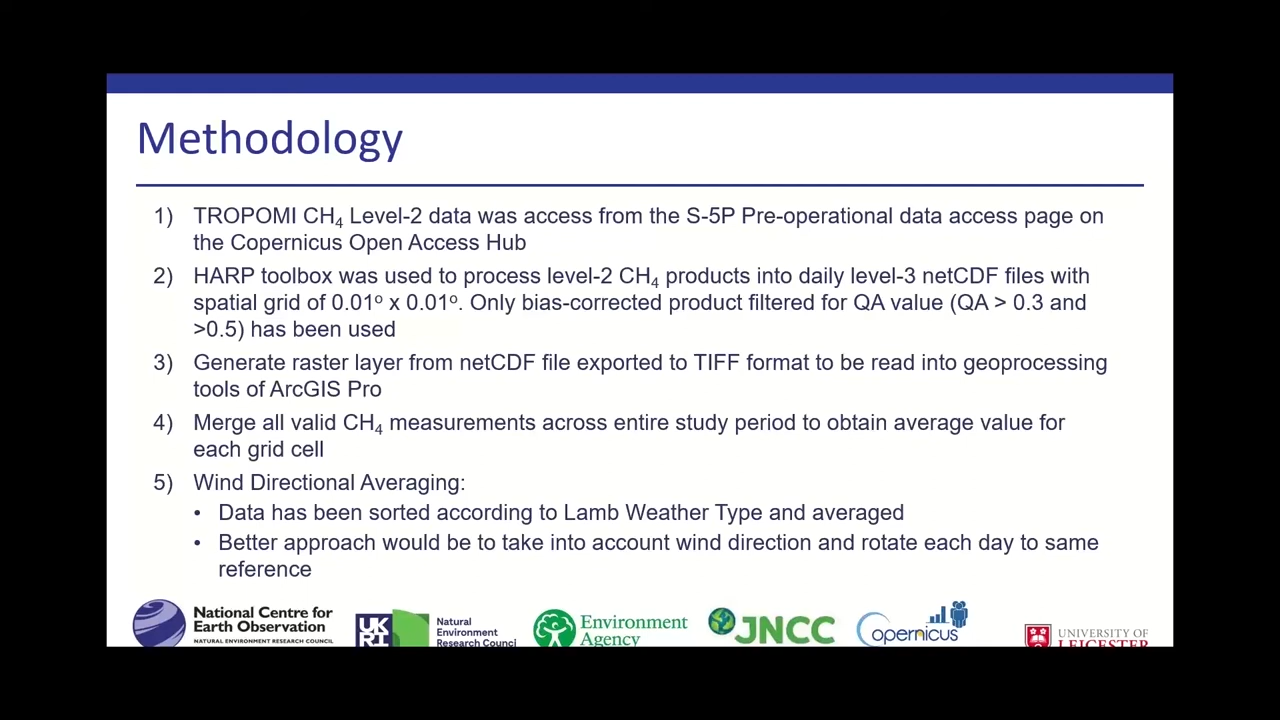 Methodology
1) TROPOMI CH₄ Level-2 data was access from the S-5P Pre-operational data access page on
the Copernicus Open Access Hub
2) HARP toolbox was used to process level-2 CH₄ products into daily level-3 netCDF files with
spatial grid of 0.01º x 0.01º. Only bias-corrected product filtered for QA value (QA > 0.3 and
>0.5) has been used
3) Generate raster layer from netCDF file exported to TIFF format to be read into geoprocessing
tools of ArcGIS Pro
4) Merge all valid CH₄ measurements across entire study period to obtain average value for
each grid cell
5) Wind Directional Averaging:
• Data has been sorted according to Lamb Weather Type and averaged
• Better approach would be to take into account wind direction and rotate each day to same
reference
National Centre for
Earth Observation
NATURAL ENVIRONMENT RESEARCH COUNCIL
UK
RI
Natural
Environment
Research Council
Environment
Agency
JNCC
opernicus
UNIVERSITY OF
LEICESTER